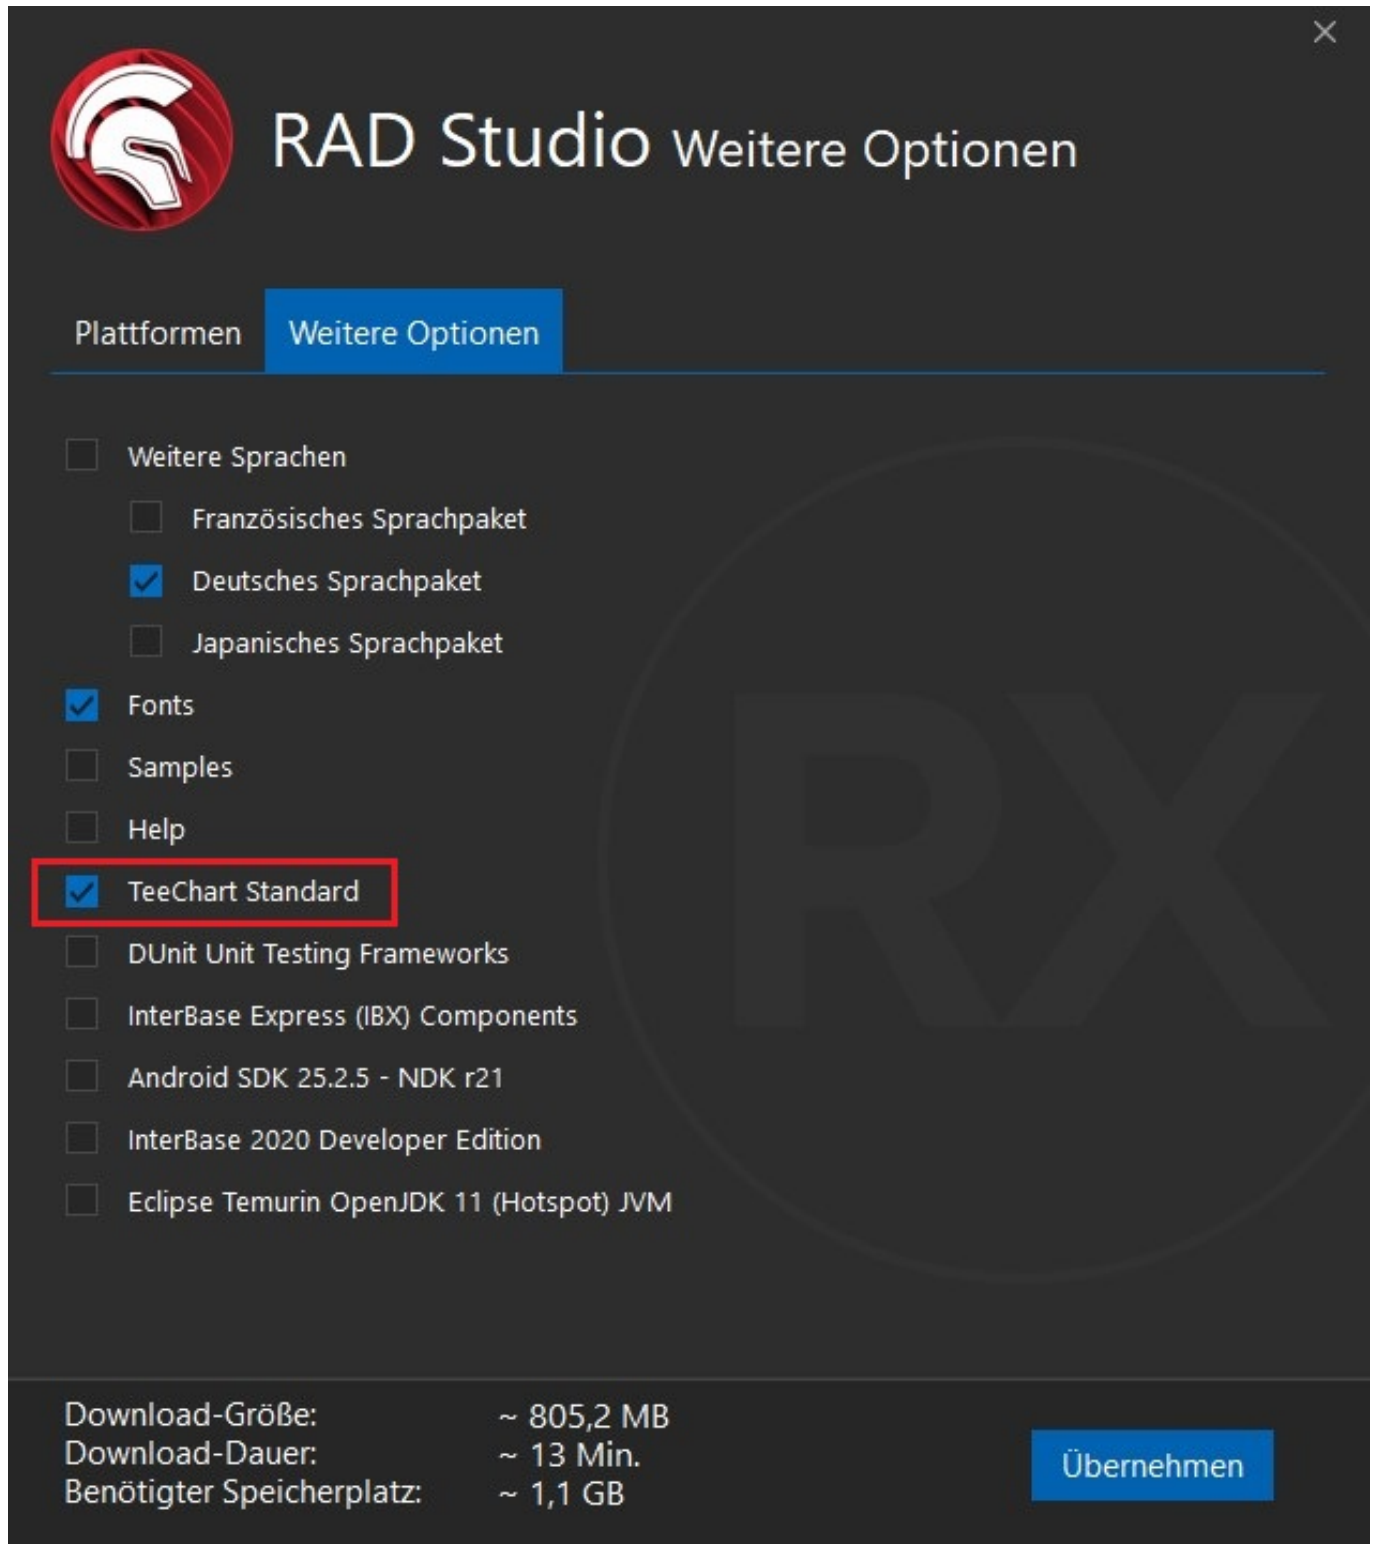 RAD Studio Weitere Optionen
Plattformen Weitere Optionen
Weitere Sprachen
Französisches Sprachpaket
Deutsches Sprachpaket
Japanisches Sprachpaket
Fonts
Samples
Help
TeeChart Standard
DUnit Unit Testing Frameworks
InterBase Express (IBX) Components
Android SDK 25.2.5 - NDK r21
InterBase 2020 Developer Edition
Eclipse Temurin OpenJDK 11 (Hotspot) JVM
RX
Download-Größe: ~ 805,2 MB
Download-Dauer: ~ 13 Min.
Benötigter Speicherplatz: ~ 1,1 GB
Übernehmen